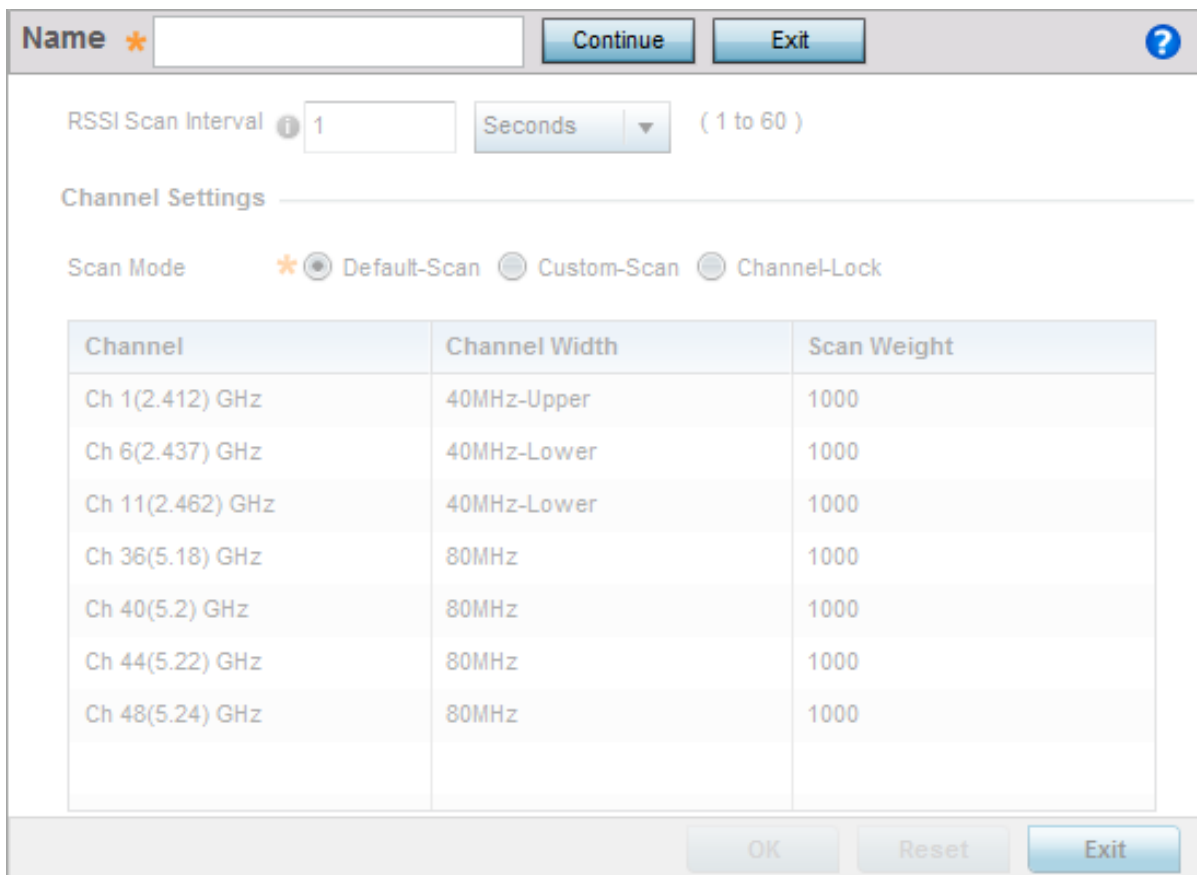 Name * Continue Exit ?
RSSI Scan Interval i 1 Seconds ( 1 to 60 )
Channel Settings
Scan Mode * Default-Scan Custom-Scan Channel-Lock
Channel Channel Width Scan Weight
Ch 1(2.412) GHz 40MHz-Upper 1000
Ch 6(2.437) GHz 40MHz-Lower 1000
Ch 11(2.462) GHz 40MHz-Lower 1000
Ch 36(5.18) GHz 80MHz 1000
Ch 40(5.2) GHz 80MHz 1000
Ch 44(5.22) GHz 80MHz 1000
Ch 48(5.24) GHz 80MHz 1000
OK Reset Exit